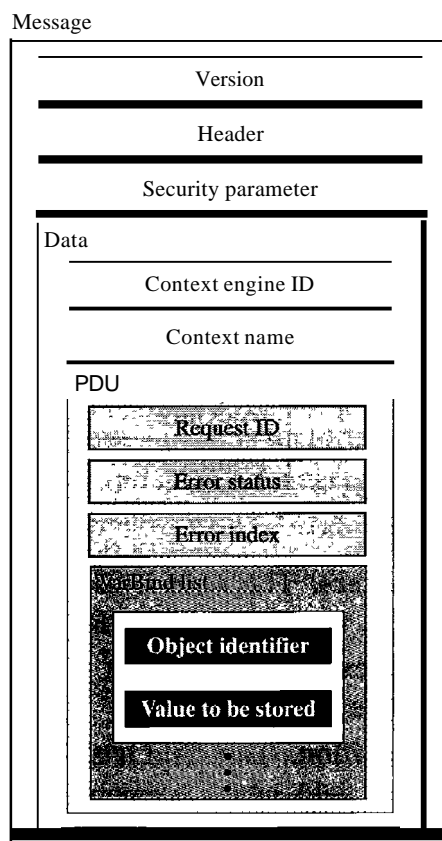 Message
Version
Header
Security parameter
Data
Context engine ID
Context name
PDU
Request ID
Error status
Error index
VarBind list
Object identifier
Value to be stored